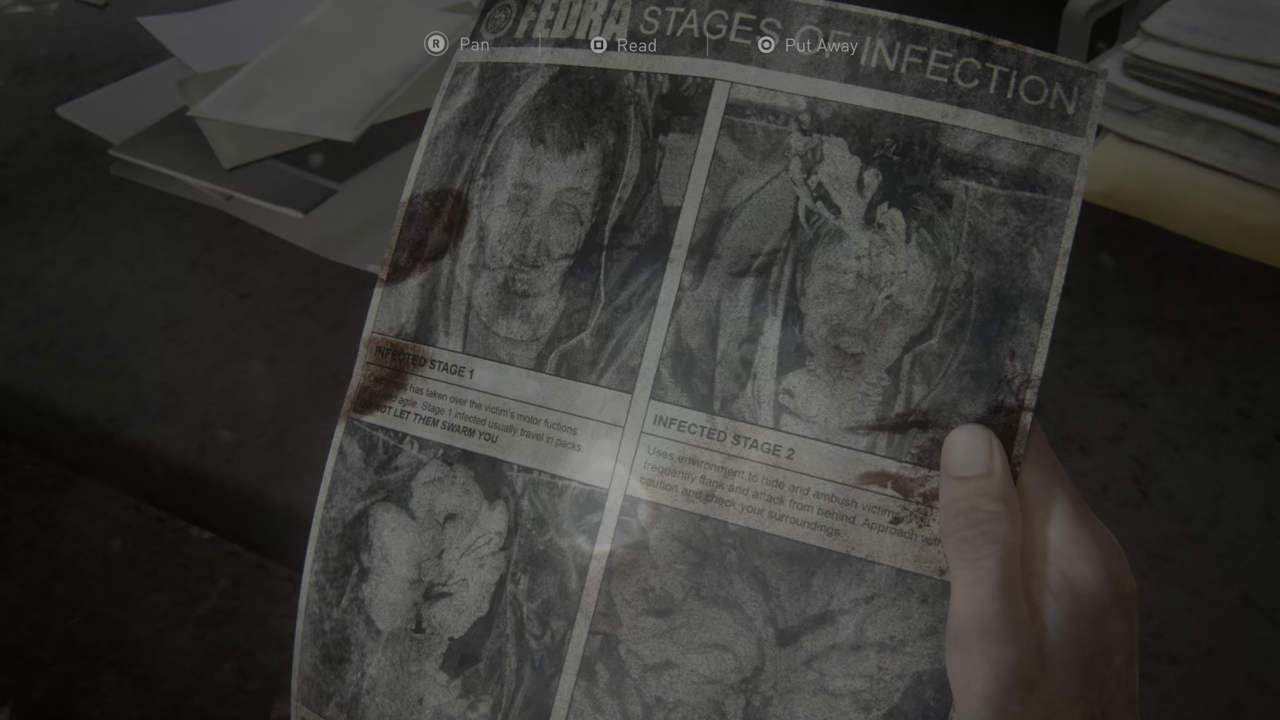 Ⓡ Pan
Read
Put Away
FEDRA STAGES OF INFECTION
INFECTED STAGE 1
has taken over the victim's motor fuctions,
agile. Stage 1 infected usually travel in packs
NOT LET THEM SWARM YOU
INFECTED STAGE 2
Uses environment to hide and ambush victims
frequently flank and attack from behind. Approach with
caution and check your surroundings.